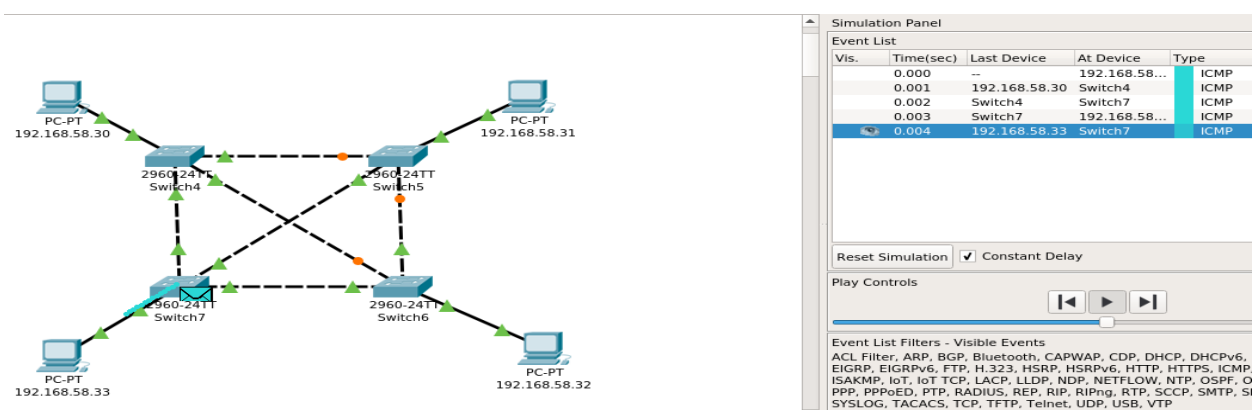 PC-PT
192.168.58.30
PC-PT
192.168.58.31
2960-24TT
Switch4
2960-24TT
Switch5
2960-24TT
Switch7
2960-24TT
Switch6
PC-PT
192.168.58.33
PC-PT
192.168.58.32
Simulation Panel
Event List
Vis. Time(sec) Last Device At Device Type
0.000 -- 192.168.58... ICMP
0.001 192.168.58.30 Switch4 ICMP
0.002 Switch4 Switch7 ICMP
0.003 Switch7 192.168.58... ICMP
0.004 192.168.58.33 Switch7 ICMP
Reset Simulation Constant Delay
Play Controls
Event List Filters - Visible Events
ACL Filter, ARP, BGP, Bluetooth, CAPWAP, CDP, DHCP, DHCPv6,
EIGRP, EIGRPv6, FTP, H.323, HSRP, HSRPv6, HTTP, HTTPS, ICMP,
ISAKMP, IoT, IoT TCP, LACP, LLDP, NDP, NETFLOW, NTP, OSPF,
PPP, PPPoED, PTP, RADIUS, REP, RIP, RIPng, RTP, SCCP, SMTP,
SYSLOG, TACACS, TCP, TFTP, Telnet, UDP, USB, VTP